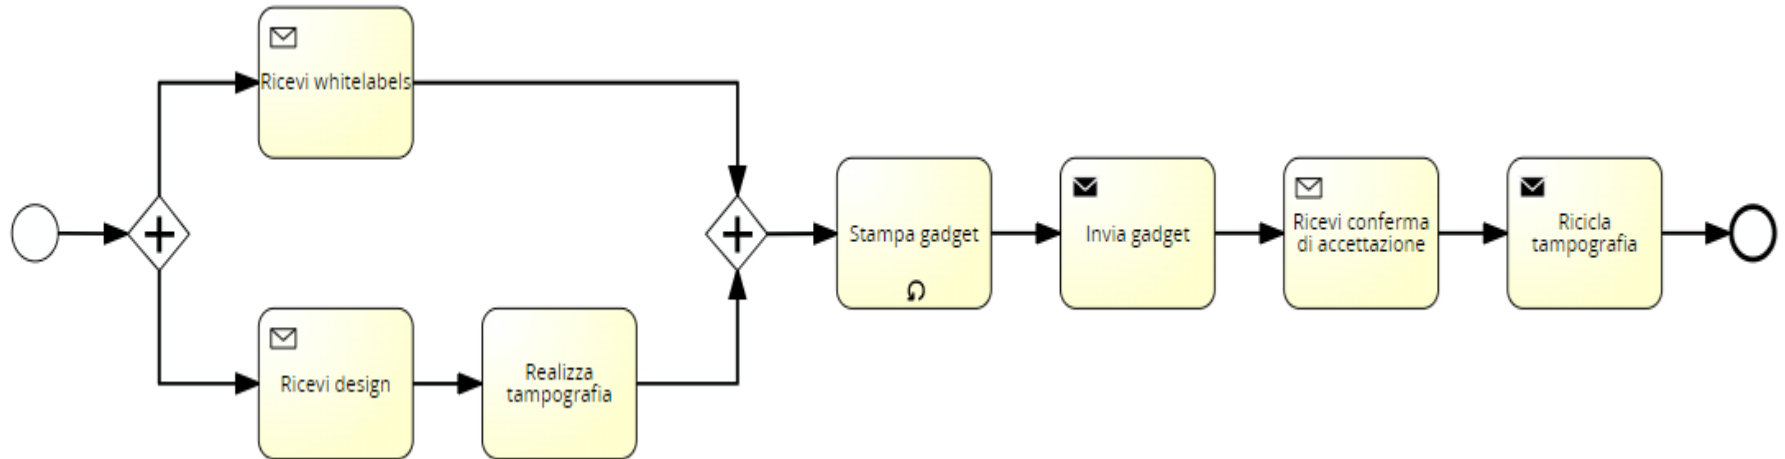 Ricevi whitelabels
Ricevi design
Realizza
tampografia
Stampa gadget
Invia gadget
Ricevi conferma
di accettazione
Ricicla
tampografia